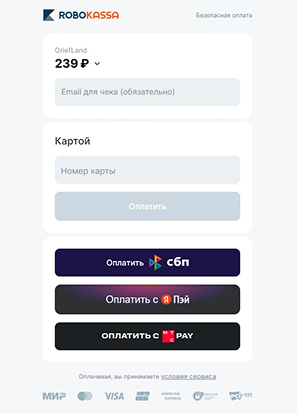 ROBOKASSA
Безопасная оплата
GriefLand
239 ₽
Email для чека (обязательно)
Картой
Номер карты
Оплатить
Оплатить сбп
Оплатить с Я Пэй
ОПЛАТИТЬ С МТС PAY
Оплачивая, вы принимаете условия сервиса
МИР VISA